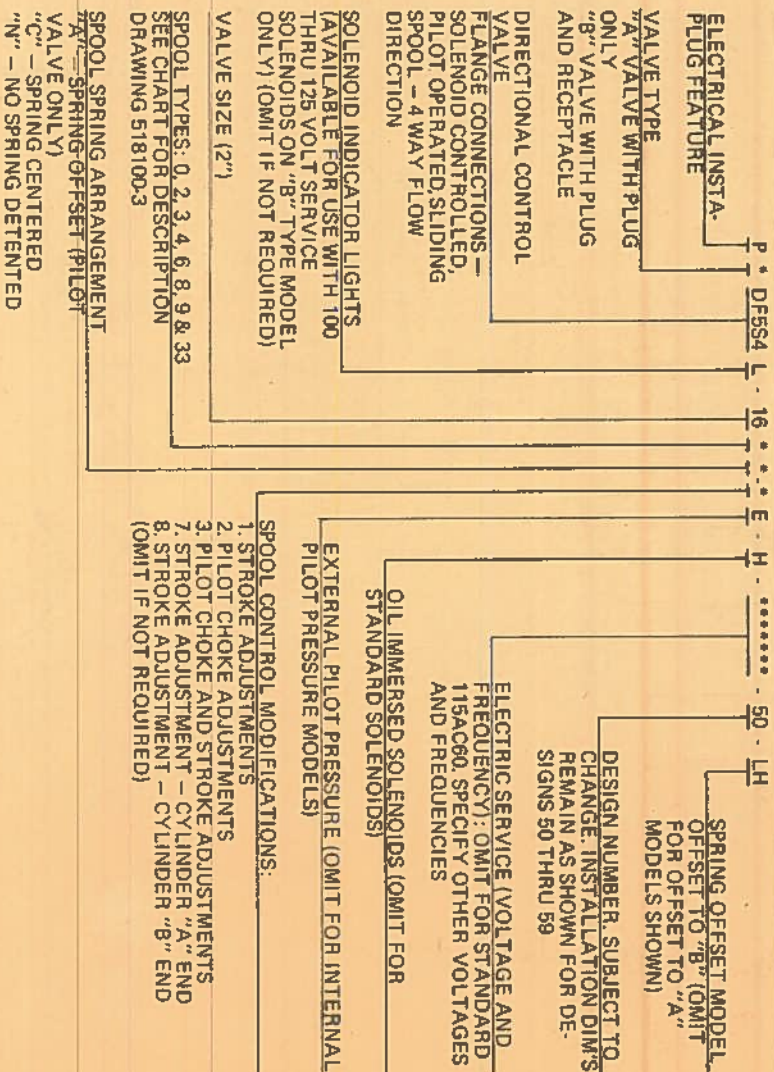 P * DF5S4 L - 16 * *-* E - H - ******* - 50 - LH
ELECTRICAL INSTA-
PLUG FEATURE
VALVE TYPE
"A" VALVE WITH PLUG
ONLY
"B" VALVE WITH PLUG
AND RECEPTACLE
DIRECTIONAL CONTROL
VALVE
FLANGE CONNECTIONS —
SOLENOID CONTROLLED,
PILOT OPERATED, SLIDING
SPOOL – 4 WAY FLOW
DIRECTION
SOLENOID INDICATOR LIGHTS
(AVAILABLE FOR USE WITH 100
THRU 125 VOLT SERVICE
SOLENOIDS ON "B" TYPE MODEL
ONLY) (OMIT IF NOT REQUIRED)
VALVE SIZE (2")
SPOOL TYPES: 0, 2, 3, 4, 6, 8, 9 & 33
SEE CHART FOR DESCRIPTION
DRAWING 518100-3
SPOOL SPRING ARRANGEMENT
"A" – SPRING OFFSET (PILOT
VALVE ONLY)
"C" – SPRING CENTERED
"N" – NO SPRING DETENTED
SPRING OFFSET MODEL,
OFFSET TO "B" (OMIT
FOR OFFSET TO "A"
MODELS SHOWN)
DESIGN NUMBER. SUBJECT TO
CHANGE. INSTALLATION DIM'S
REMAIN AS SHOWN FOR DE-
SIGNS 50 THRU 59
ELECTRIC SERVICE (VOLTAGE AND
FREQUENCY): OMIT FOR STANDARD
115AC60. SPECIFY OTHER VOLTAGES
AND FREQUENCIES
OIL IMMERSED SOLENOIDS (OMIT FOR
STANDARD SOLENOIDS)
EXTERNAL PILOT PRESSURE (OMIT FOR INTERNAL
PILOT PRESSURE MODELS)
SPOOL CONTROL MODIFICATIONS:
1. STROKE ADJUSTMENTS
2. PILOT CHOKE ADJUSTMENTS
3. PILOT CHOKE AND STROKE ADJUSTMENTS
7. STROKE ADJUSTMENT – CYLINDER "A" END
8. STROKE ADJUSTMENT – CYLINDER "B" END
(OMIT IF NOT REQUIRED)